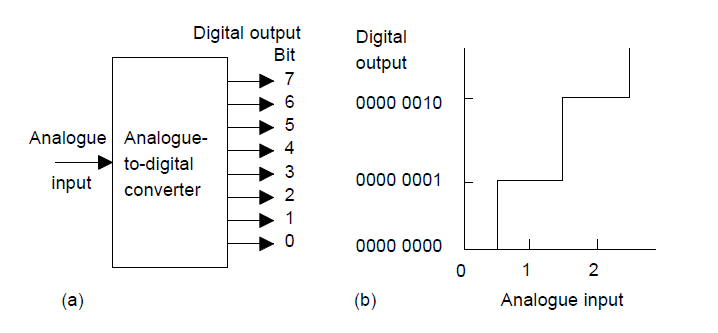 Digital output
Bit
7
6
5
4
3
2
1
0
Analogue
input
Analogue-
to-digital
converter
(a)
Digital
output
0000 0010
0000 0001
0000 0000
0
1
2
Analogue input
(b)